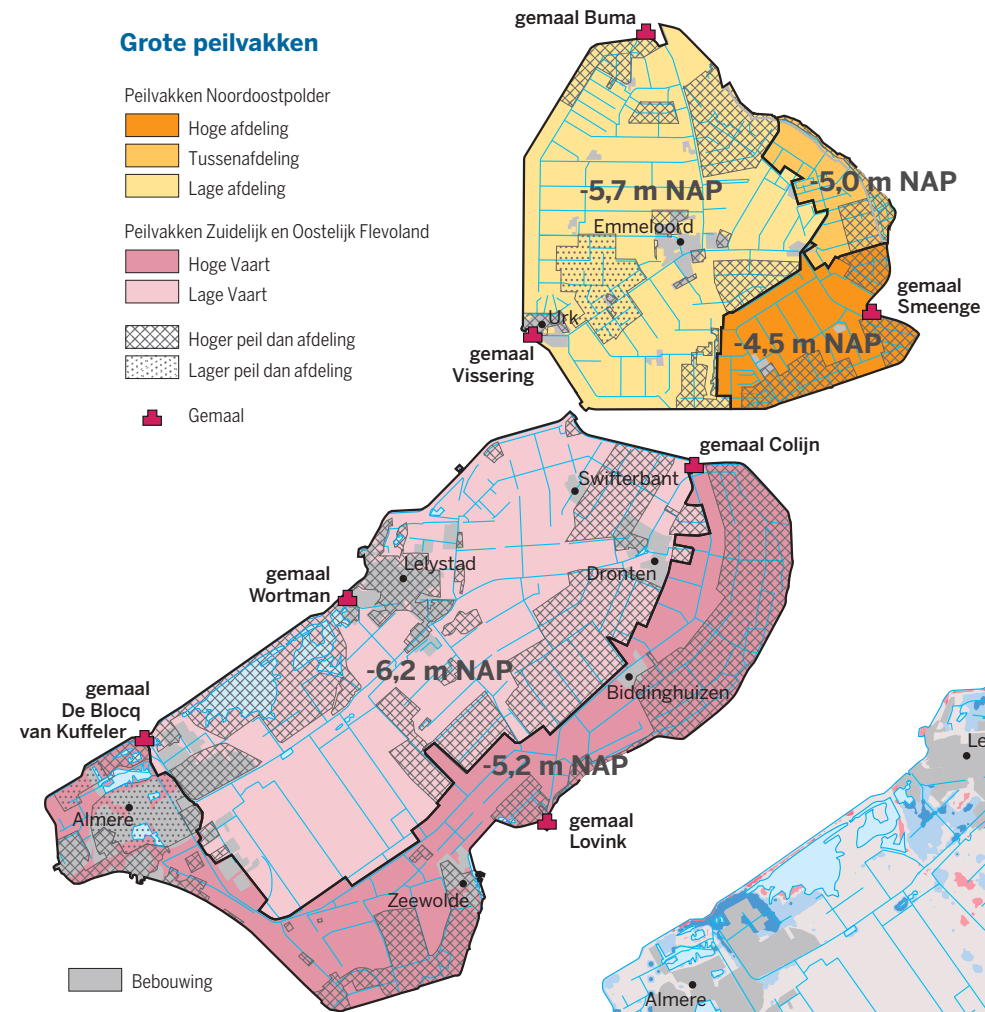 Grote peilvakken
Peilvakken Noordoostpolder
Hoge afdeling
Tussenafdeling
Lage afdeling
Peilvakken Zuidelijk en Oostelijk Flevoland
Hoge Vaart
Lage Vaart
Hoger peil dan afdeling
Lager peil dan afdeling
Gemaal
gemaal Buma
-5,7 m NAP
-5,0 m NAP
Emmeloord
gemaal
Smeenge
Urk
-4,5 m NAP
gemaal
Vissering
gemaal Colijn
Swifterbant
Lelystad
Dronten
gemaal
Wortman
-6,2 m NAP
Biddinghuizen
gemaal
De Blocq
van Kuffeler
-5,2 m NAP
Almere
gemaal
Lovink
Zeewolde
Bebouwing
Le
Almere